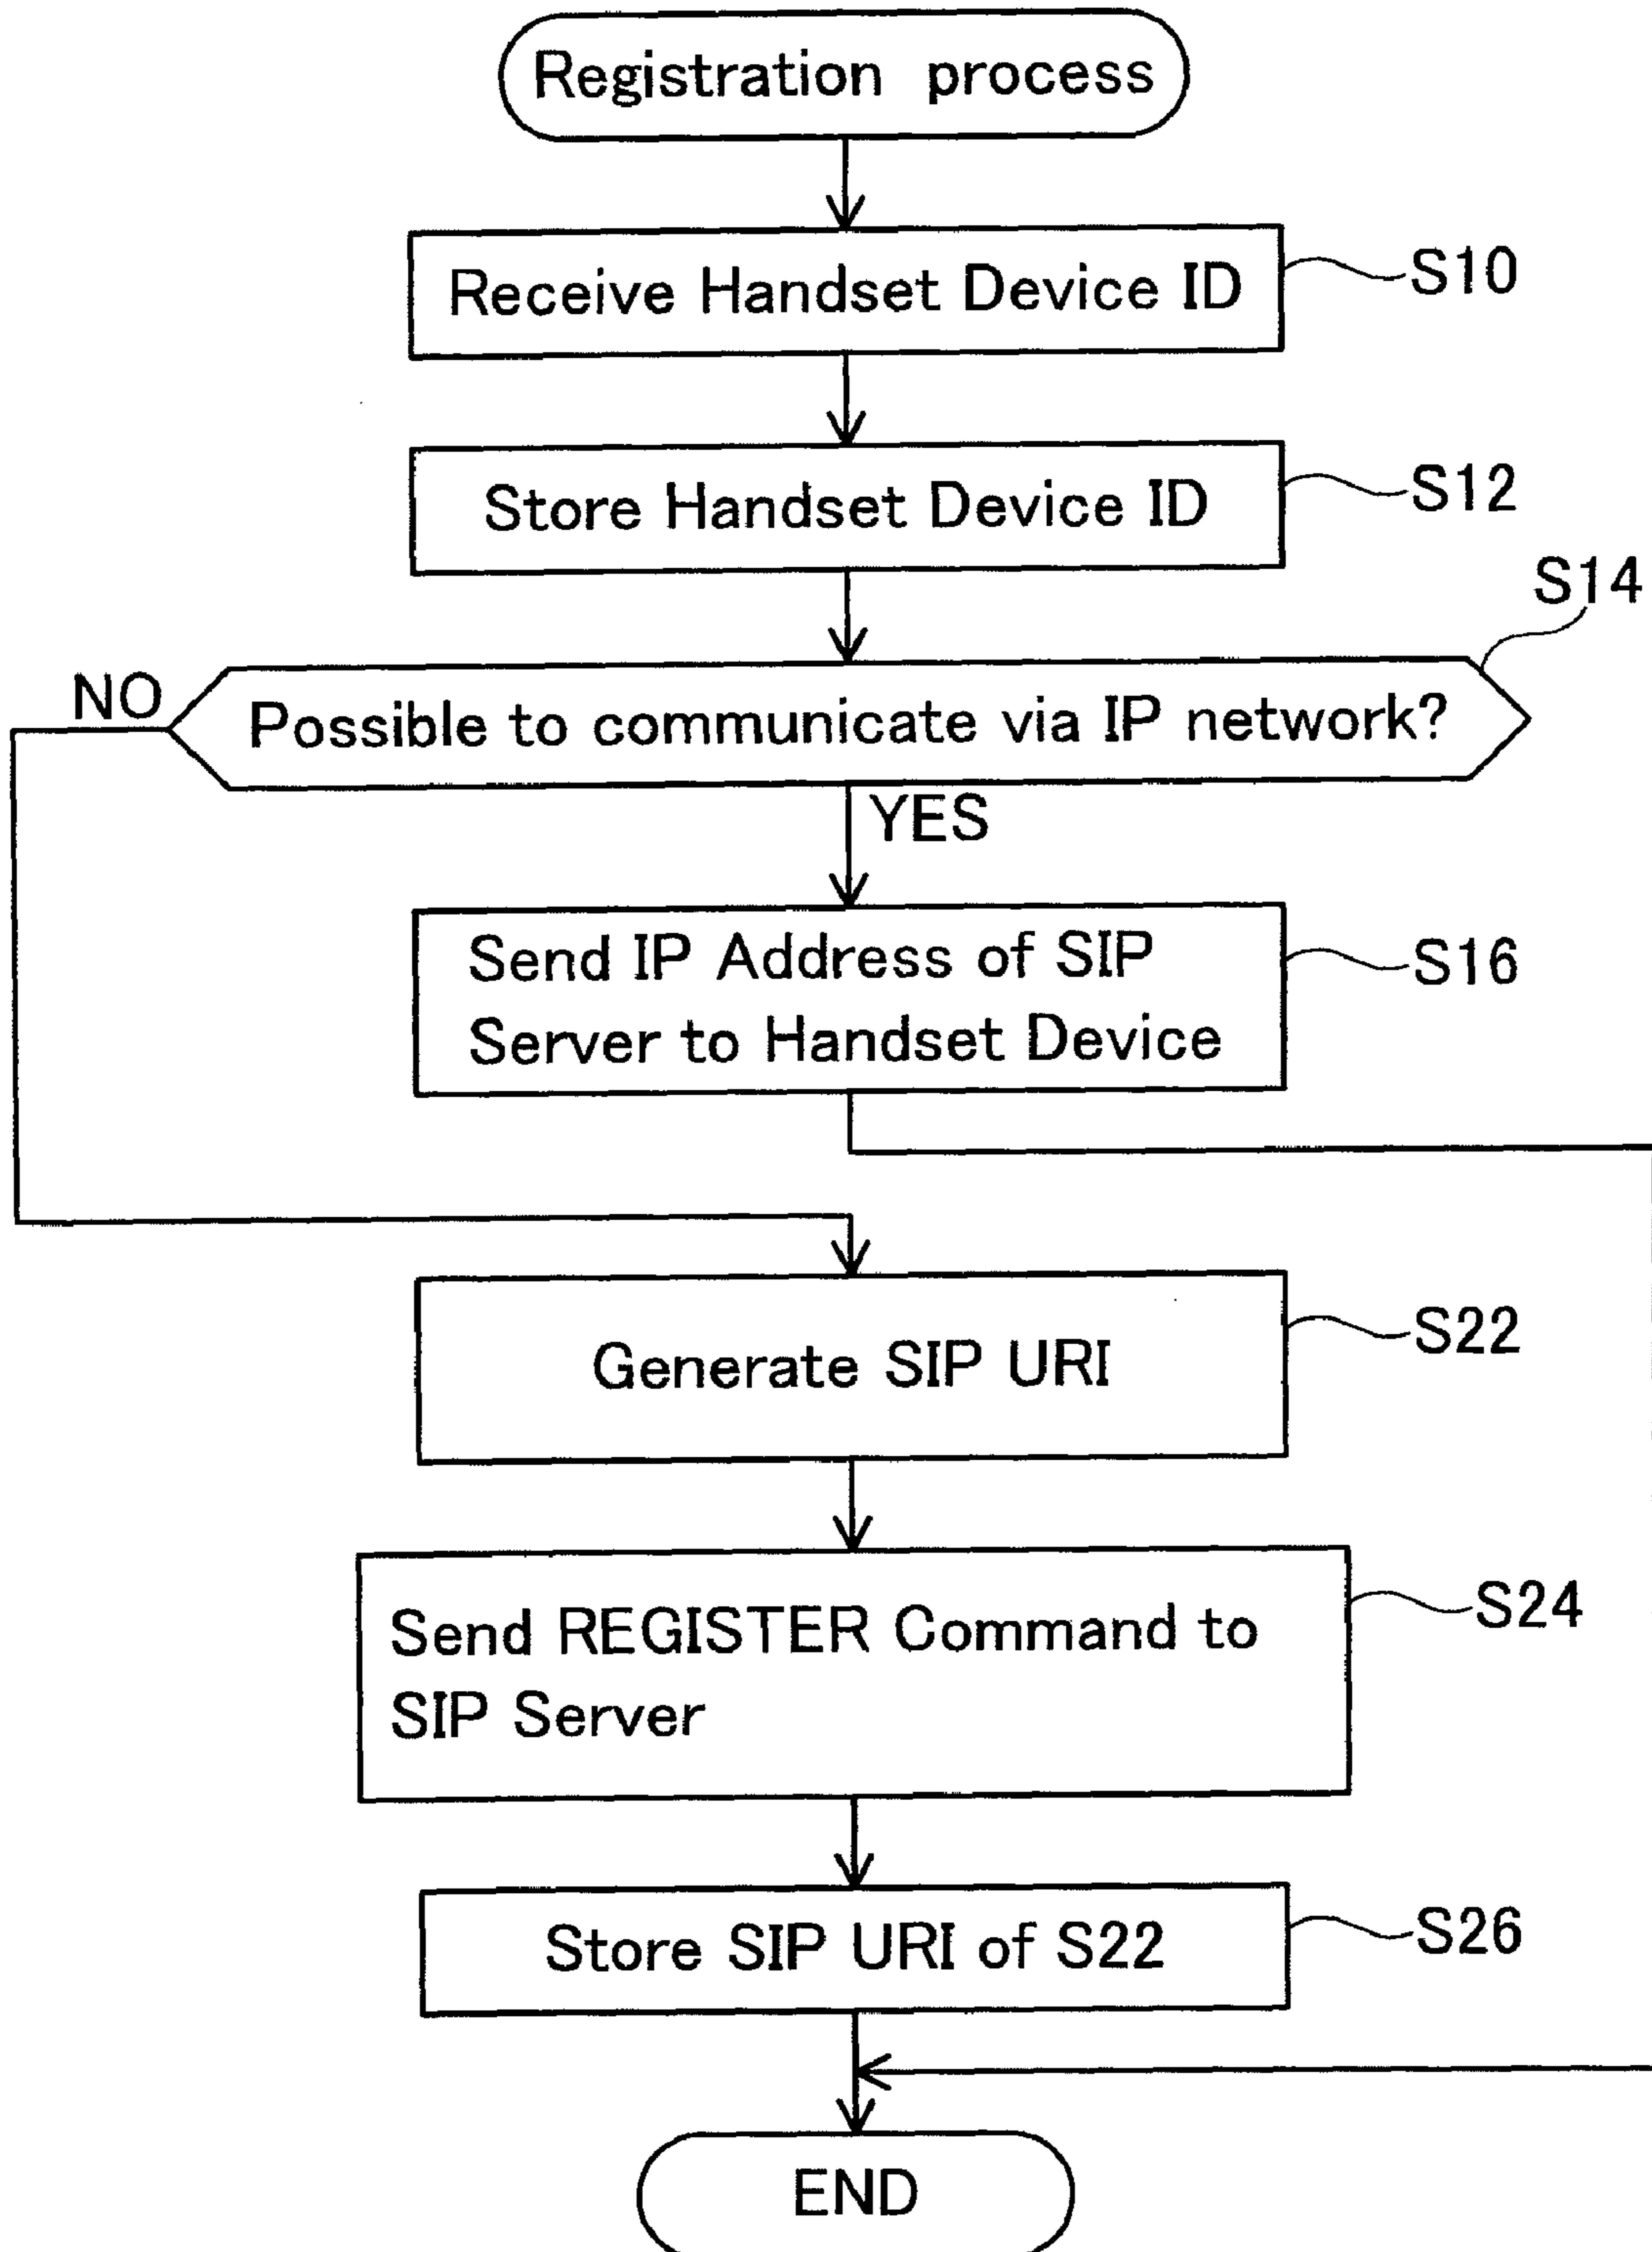 Registration process
Receive Handset Device ID
S10
Store Handset Device ID
S12
S14
NO
Possible to communicate via IP network?
YES
Send IP Address of SIP
Server to Handset Device
S16
Generate SIP URI
S22
Send REGISTER Command to
SIP Server
S24
Store SIP URI of S22
S26
END